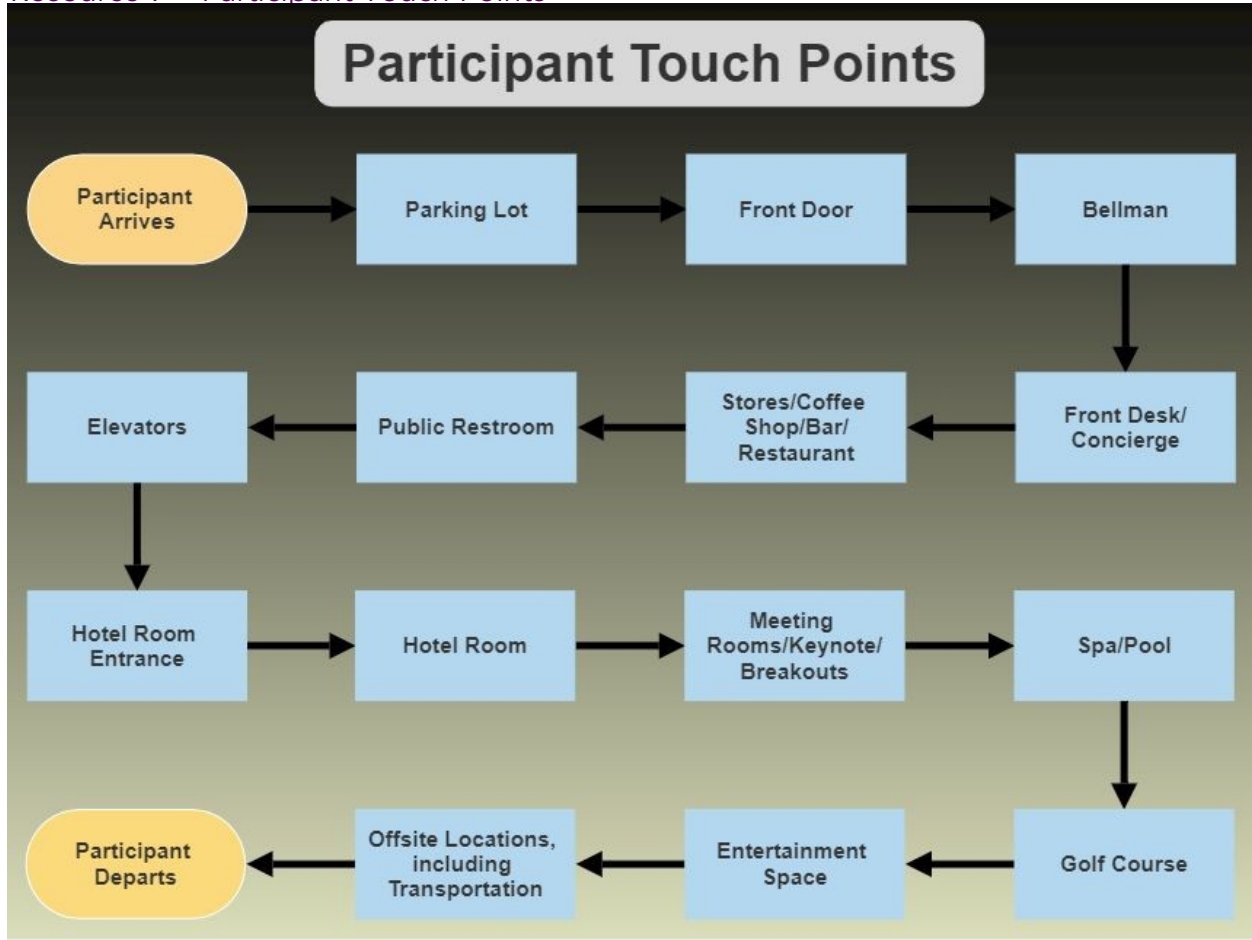 Participant Touch Points
Participant
Arrives
Parking Lot
Front Door
Bellman
Front Desk/
Concierge
Stores/Coffee
Shop/Bar/
Restaurant
Public Restroom
Elevators
Hotel Room
Entrance
Hotel Room
Meeting
Rooms/Keynote/
Breakouts
Spa/Pool
Golf Course
Entertainment
Space
Offsite Locations,
including
Transportation
Participant
Departs